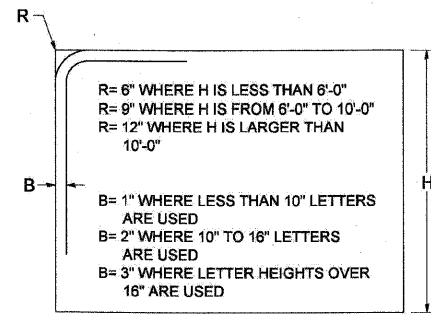 R
R= 6" WHERE H IS LESS THAN 6'-0"
R= 9" WHERE H IS FROM 6'-0" TO 10'-0"
R= 12" WHERE H IS LARGER THAN
10'-0"
B
H
B= 1" WHERE LESS THAN 10" LETTERS
ARE USED
B= 2" WHERE 10" TO 16" LETTERS
ARE USED
B= 3" WHERE LETTER HEIGHTS OVER
16" ARE USED